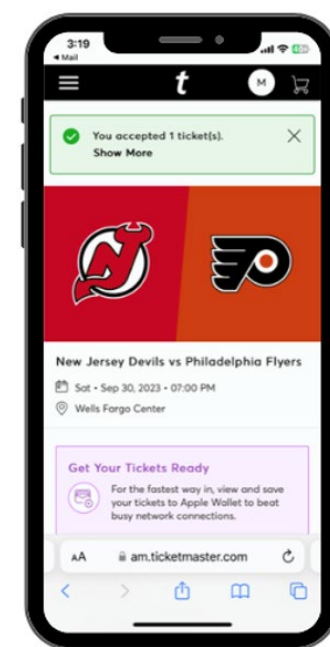 3:19
Mail
t
M
You accepted 1 ticket(s).
Show More
New Jersey Devils vs Philadelphia Flyers
Sat • Sep 30, 2023 • 07:00 PM
Wells Fargo Center
Get Your Tickets Ready
For the fastest way in, view and save
your tickets to Apple Wallet to beat
busy network connections.
AA
am.ticketmaster.com